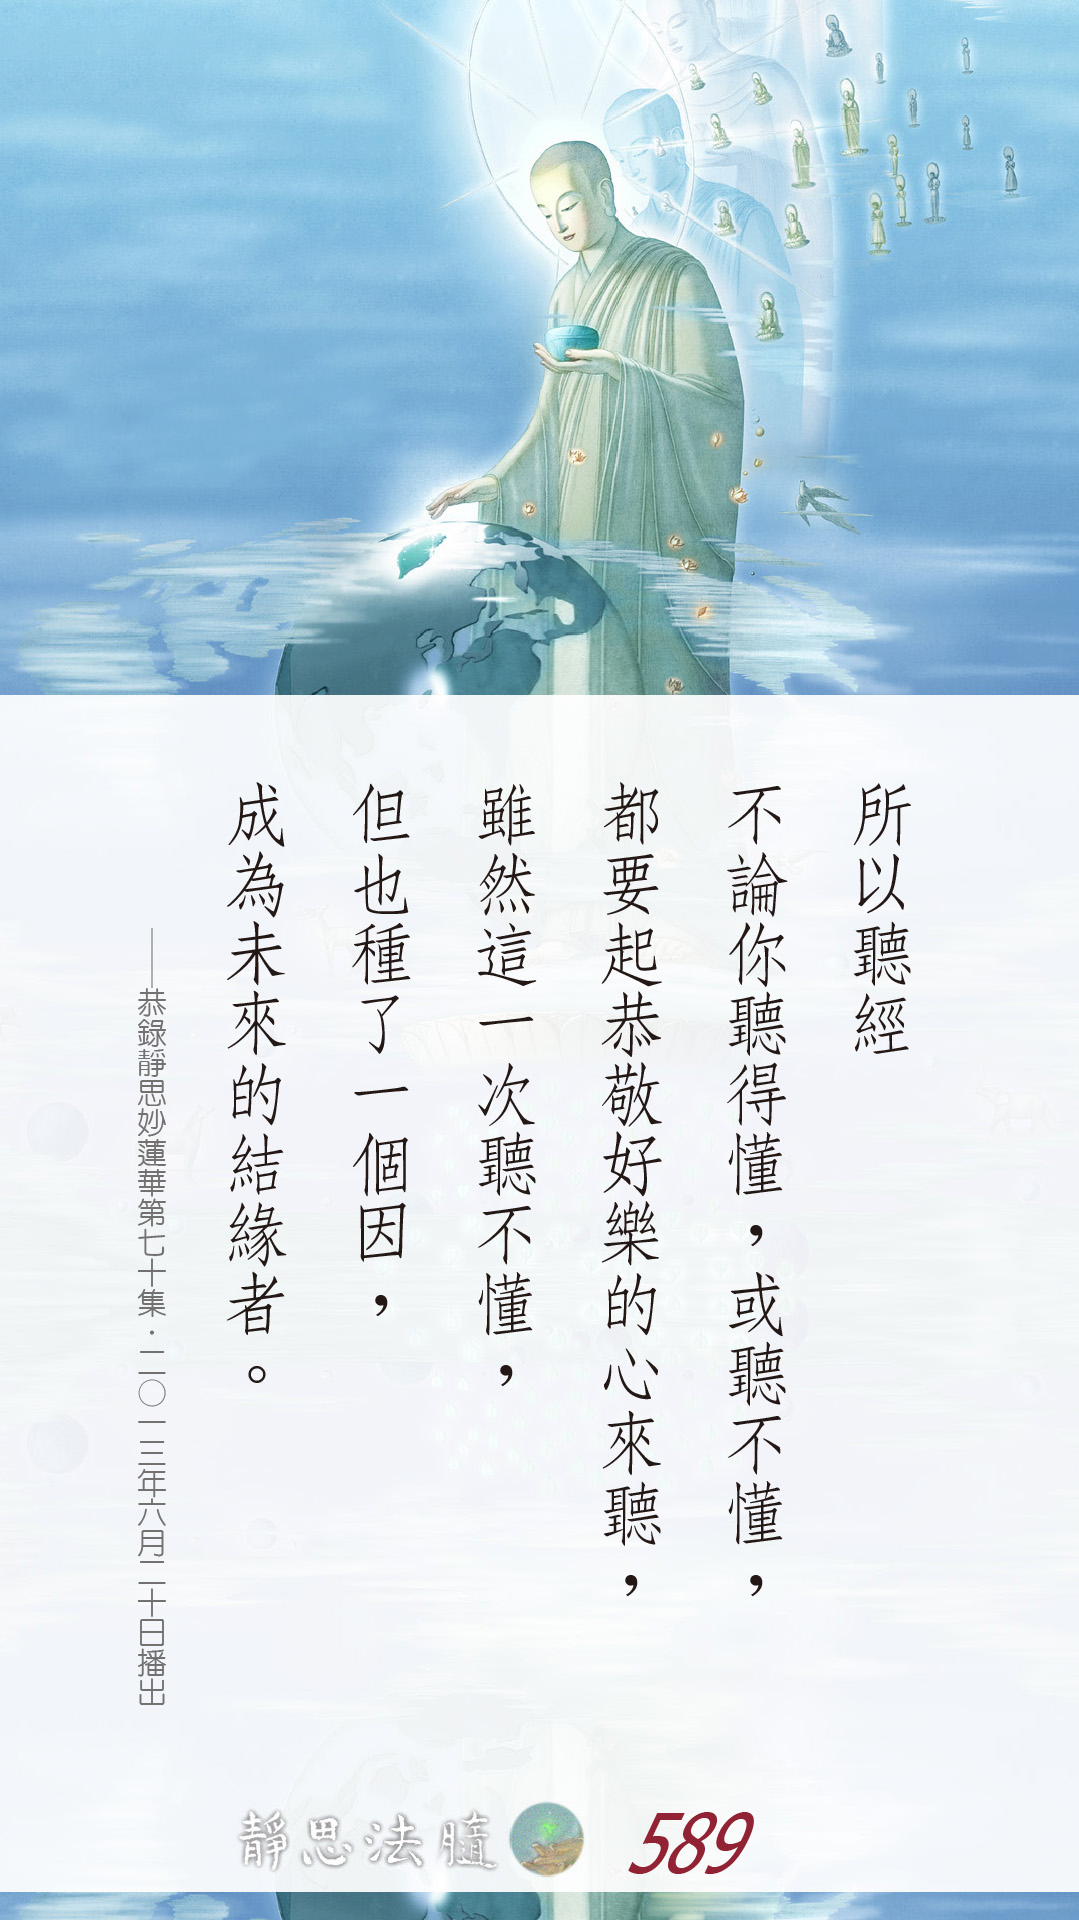 所以聽經
不論你聽得懂，或聽不懂，
都要起恭敬好樂的心來聽，
雖然這一次聽不懂，
但也種了一個因，
成為未來的結緣者。
——恭錄靜思妙蓮華第七十集．二〇一三年六月二十日播出
靜思法髓
589